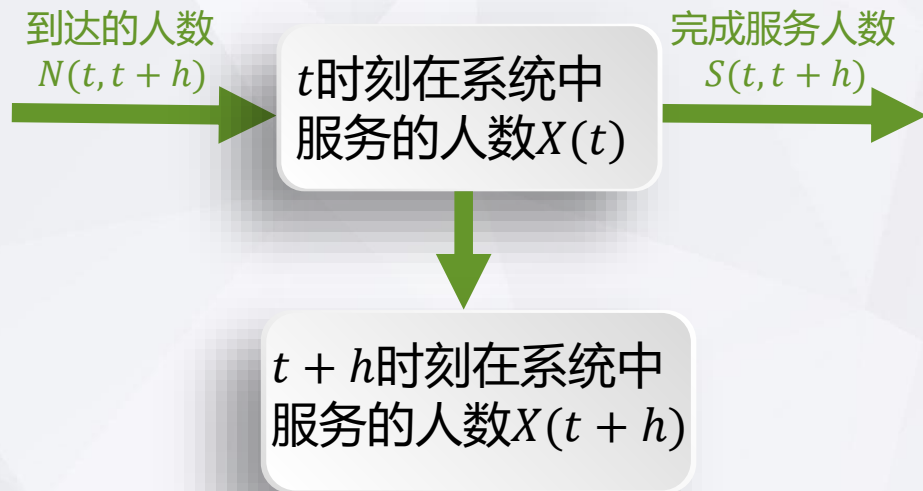 到达的人数
N(t, t + h)
t时刻在系统中
服务的人数X(t)
完成服务人数
S(t, t + h)
t + h时刻在系统中
服务的人数X(t + h)